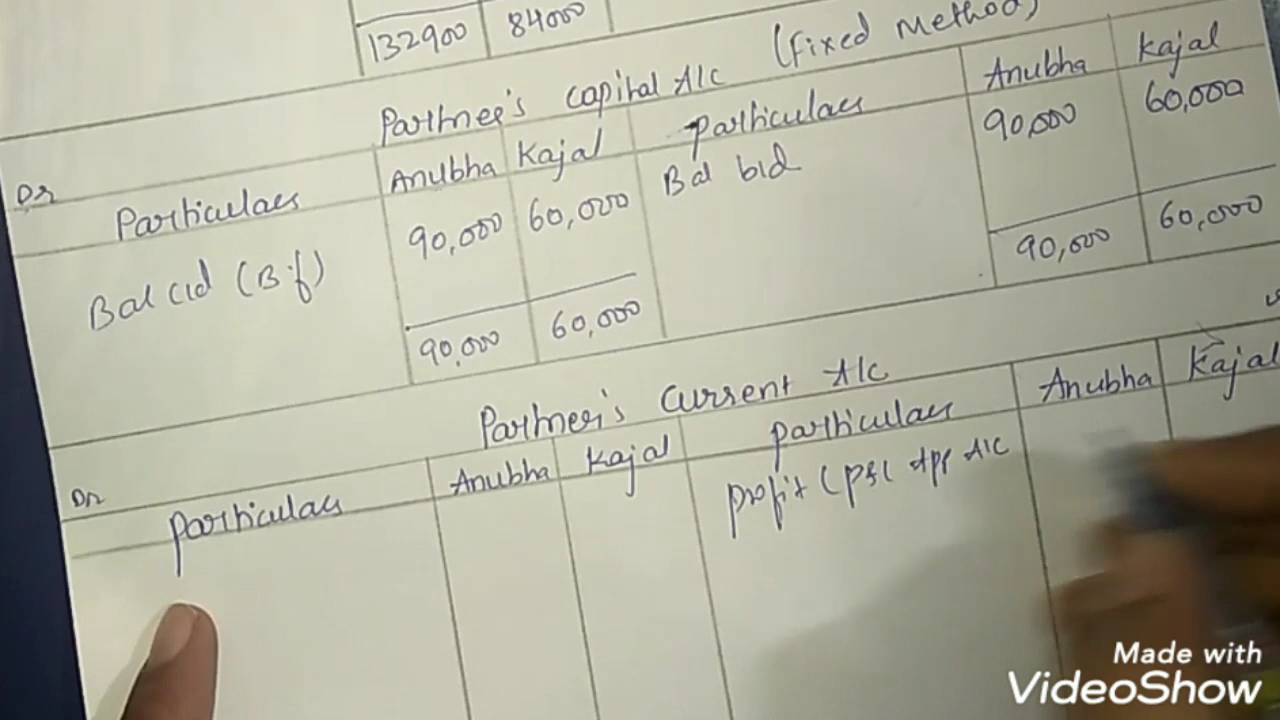 132900 84000
Partner's Capital A/C (Fixed Method)
Dr
Particulars Anubha Kajal Particulars Anubha Kajal
Bal c/d (B.f) 90,000 60,000 Bal b/d 90,000 60,000
90,000 60,000 90,000 60,000
Partner's Current A/C
Dr
Particulars Anubha Kajal Particulars Anubha Kajal
Profit (P&L App A/C
Made with
VideoShow